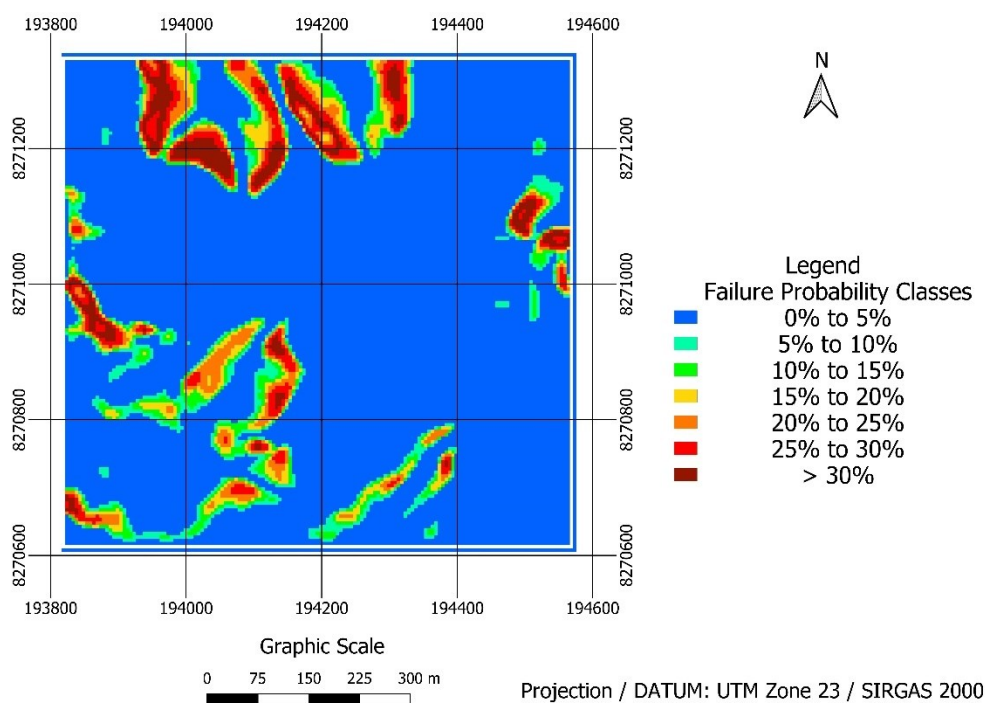 193800 194000 194200 194400 194600
N
8271200 8271200
8271000 8271000
8270800 8270800
8270600 8270600
193800 194000 194200 194400 194600
Legend
Failure Probability Classes
0% to 5%
5% to 10%
10% to 15%
15% to 20%
20% to 25%
25% to 30%
> 30%
Graphic Scale
0 75 150 225 300 m
Projection / DATUM: UTM Zone 23 / SIRGAS 2000